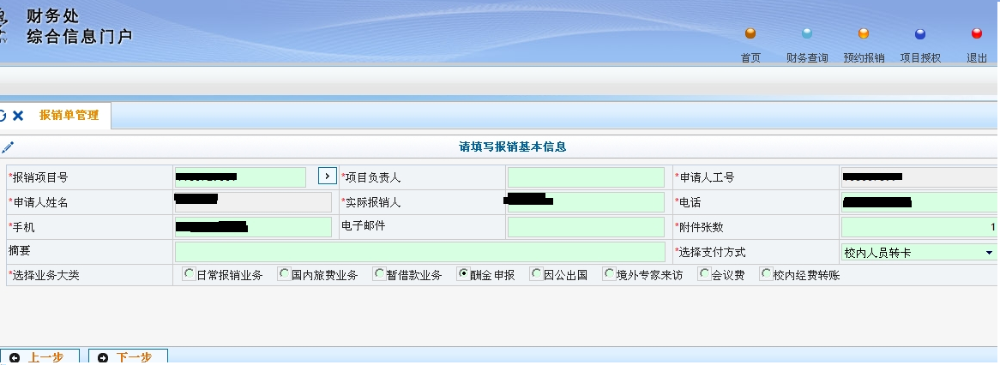 财务处
综合信息门户
首页 财务查询 预约报销 项目授权 退出
报销单管理
请填写报销基本信息
*报销项目号 *项目负责人 *申请人工号
*申请人姓名 *实际报销人 *电话
*手机 电子邮件 *附件张数 1
摘要 *选择支付方式 校内人员转卡
*选择业务大类 日常报销业务 国内旅费业务 暂借款业务 酬金申报 因公出国 境外专家来访 会议费 校内经费转账
上一步 下一步